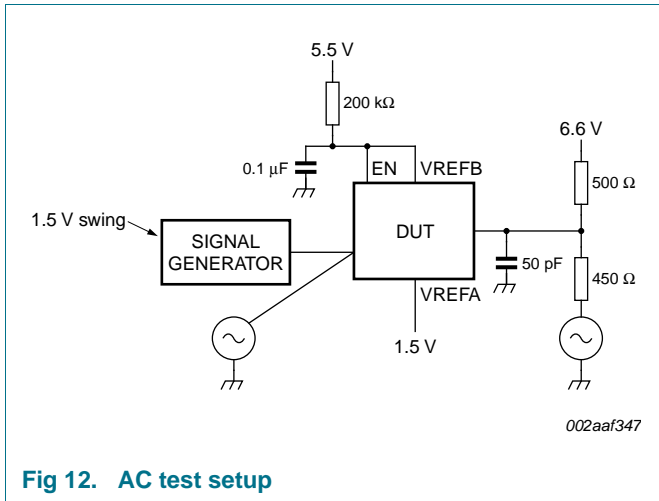 5.5 V
200 kΩ
6.6 V
0.1 μF
EN
VREFB
500 Ω
1.5 V swing
SIGNAL
GENERATOR
DUT
50 pF
450 Ω
VREFA
1.5 V
002aaf347
Fig 12. AC test setup